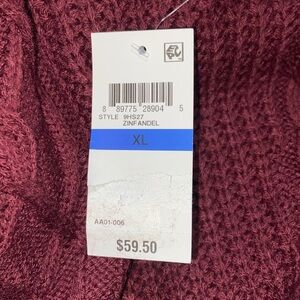 8 89775 28904 5
STYLE 9HS27
ZINFANDEL
XL
AA01-006
$59.50